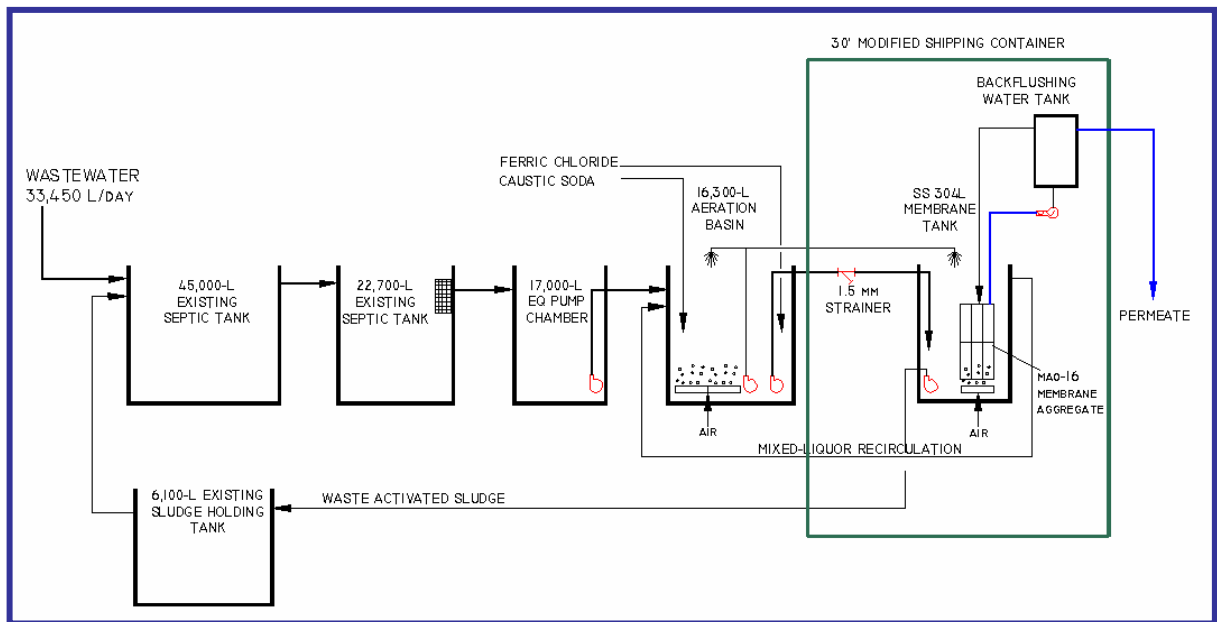 30' MODIFIED SHIPPING CONTAINER
BACKFLUSHING
WATER TANK
WASTEWATER
33,450 L/DAY
FERRIC CHLORIDE
CAUSTIC SODA
16,300-L
AERATION
BASIN
SS 304L
MEMBRANE
TANK
45,000-L
EXISTING
SEPTIC TANK
22,700-L
EXISTING
SEPTIC TANK
17,000-L
EQ PUMP
CHAMBER
1.5 MM
STRAINER
PERMEATE
MAO-16
MEMBRANE
AGGREGATE
AIR
AIR
MIXED-LIQUOR RECIRCULATION
6,100-L EXISTING
SLUDGE HOLDING
TANK
WASTE ACTIVATED SLUDGE